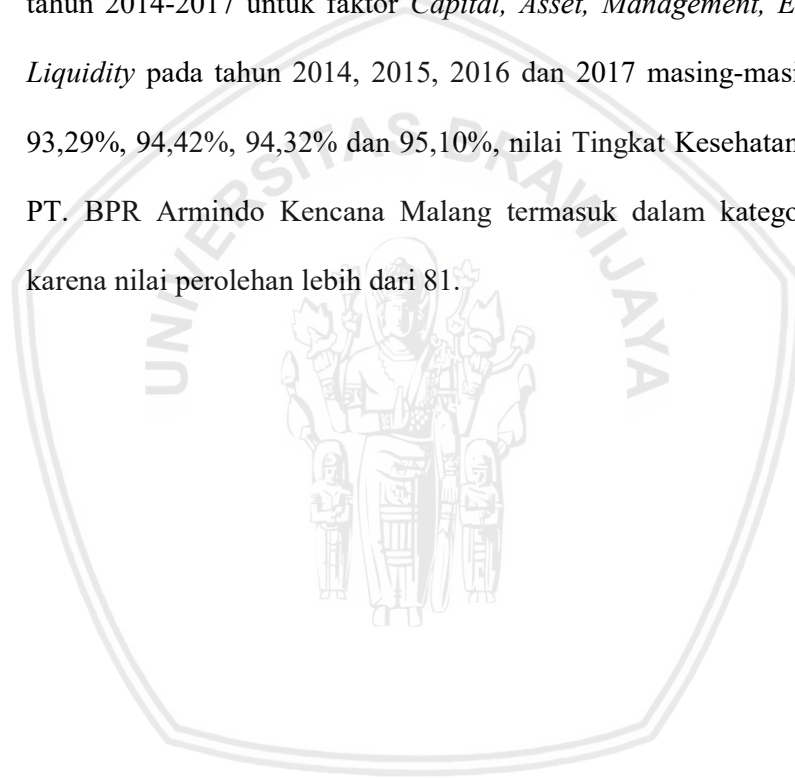 tahun 2014-2017 untuk faktor Capital, Asset, Management, E
Liquidity pada tahun 2014, 2015, 2016 dan 2017 masing-masi
93,29%, 94,42%, 94,32% dan 95,10%, nilai Tingkat Kesehatan
PT. BPR Armindo Kencana Malang termasuk dalam katego
karena nilai perolehan lebih dari 81.
UNIVERSITAS BRAWIJAYA